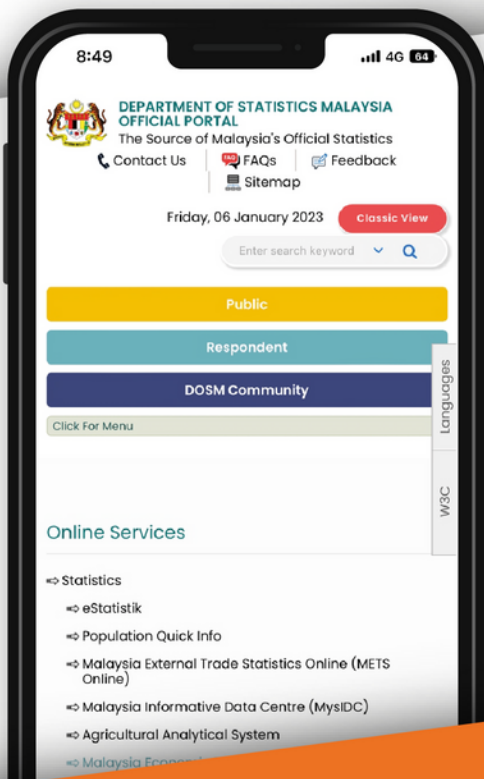 8:49
4G 64
DEPARTMENT OF STATISTICS MALAYSIA
OFFICIAL PORTAL
The Source of Malaysia's Official Statistics
Contact Us FAQ FAQs Feedback
Sitemap
Friday, 06 January 2023 Classic View
Enter search keyword
Public
Respondent
Languages
DOSM Community
Click For Menu
W3C
Online Services
Statistics
eStatistik
Population Quick Info
Malaysia External Trade Statistics Online (METS
Online)
Malaysia Informative Data Centre (MysIDC)
Agricultural Analytical System
Malaysia